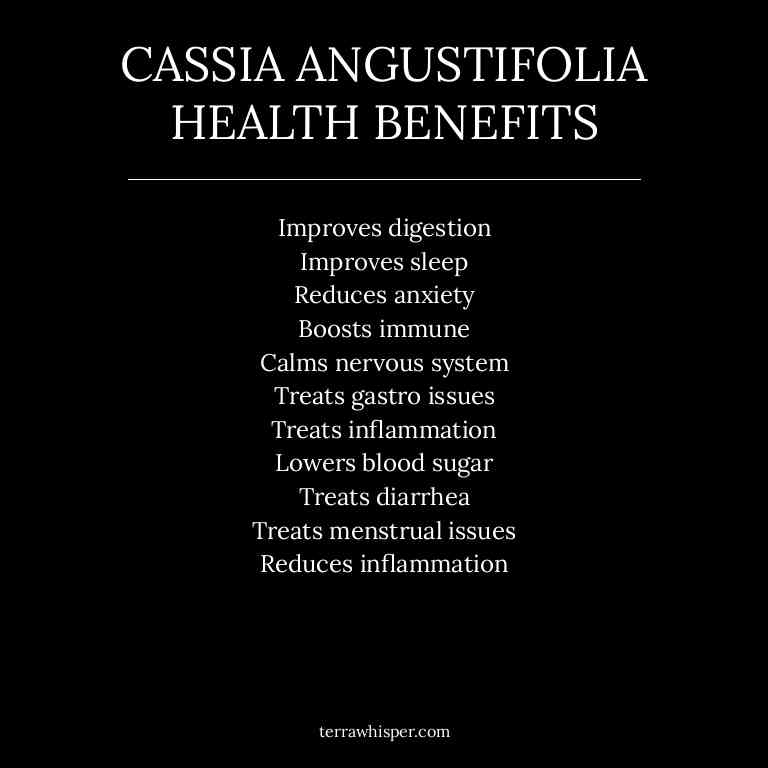 CASSIA ANGUSTIFOLIA
HEALTH BENEFITS
Improves digestion
Improves sleep
Reduces anxiety
Boosts immune
Calms nervous system
Treats gastro issues
Treats inflammation
Lowers blood sugar
Treats diarrhea
Treats menstrual issues
Reduces inflammation
terrawhisper.com